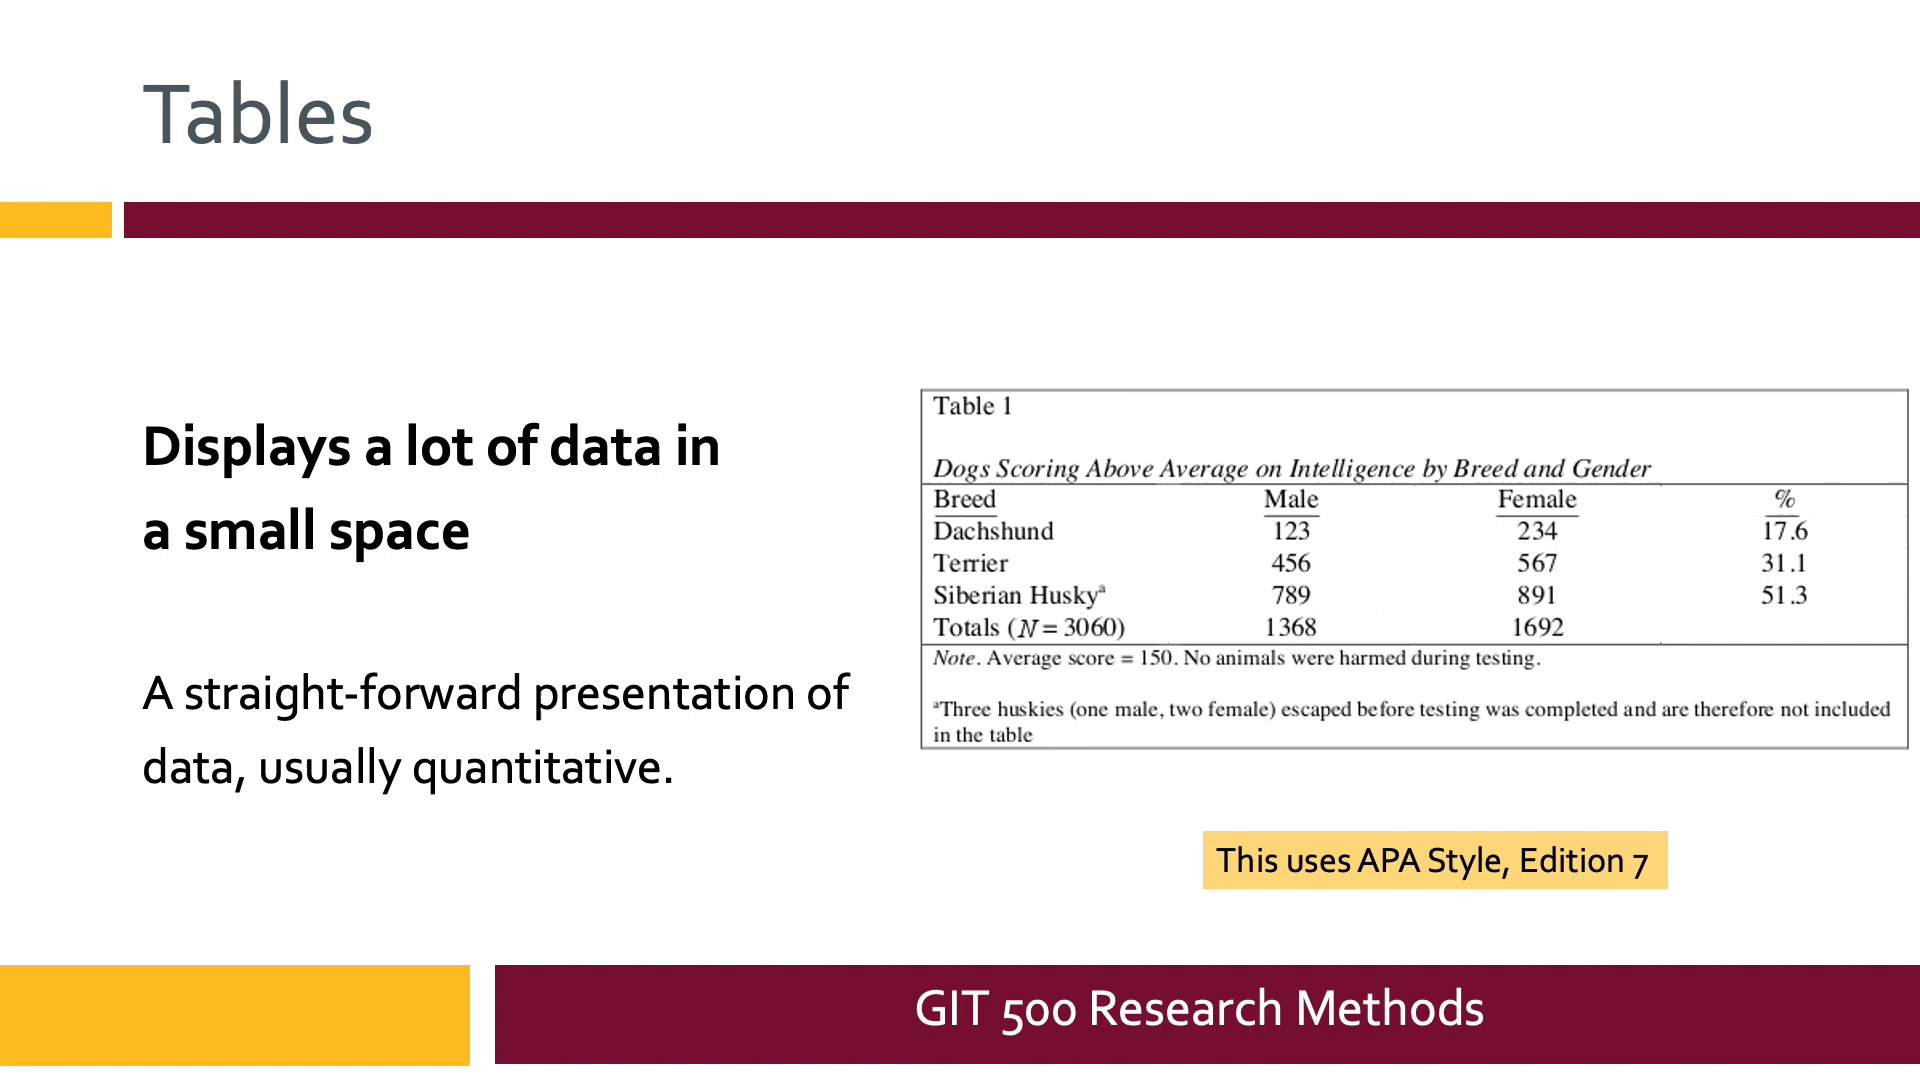 Tables
Displays a lot of data in
a small space
A straight-forward presentation of
data, usually quantitative.
Table 1
Dogs Scoring Above Average on Intelligence by Breed and Gender
Breed Male Female %
Dachshund 123 234 17.6
Terrier 456 567 31.1
Siberian Huskyᵃ 789 891 51.3
Totals (N = 3060) 1368 1692
Note. Average score = 150. No animals were harmed during testing.
ᵃThree huskies (one male, two female) escaped before testing was completed and are therefore not included
in the table
This uses APA Style, Edition 7
GIT 500 Research Methods